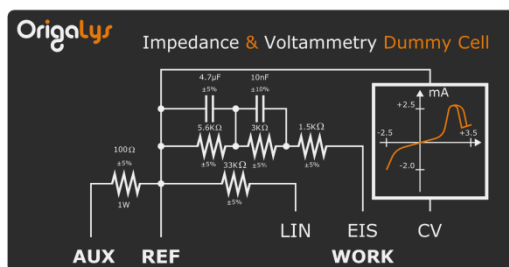 OrigaLys
Impedance & Voltammetry Dummy Cell
4.7µF
±5%
10nF
±10%
mA
+2.5
-2.5
+3.5
-2.0
5.6KΩ
±5%
3KΩ
±5%
1.5KΩ
±5%
100Ω
±5%
1W
33KΩ
±5%
LIN
EIS
CV
AUX
REF
WORK